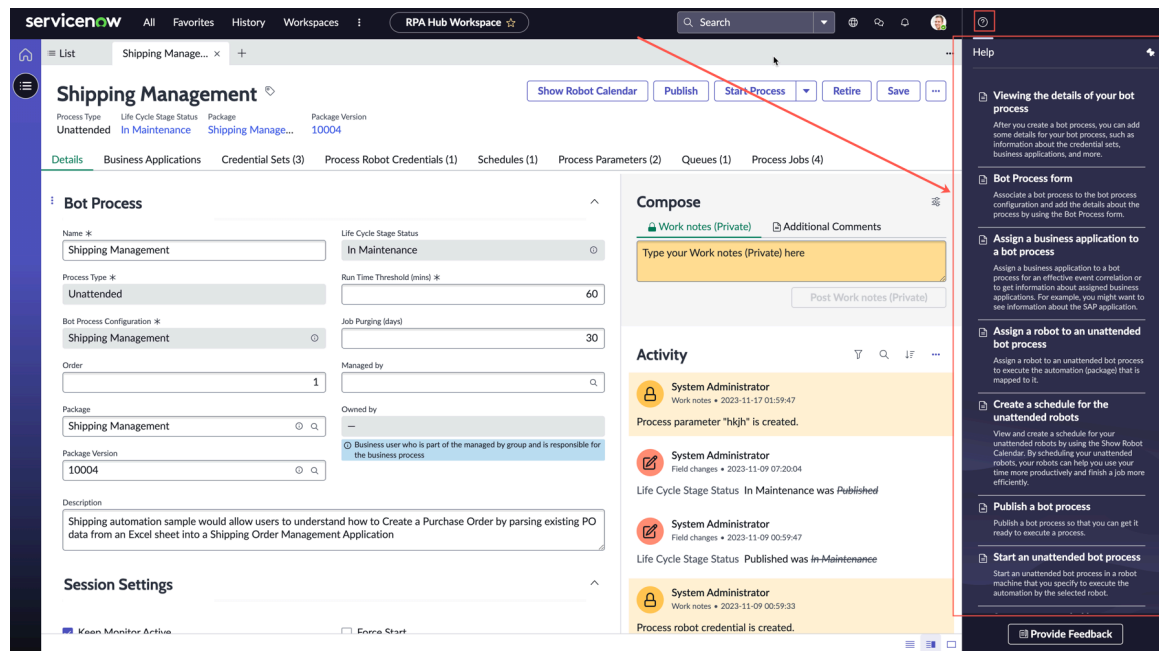 servicenow All Favorites History Workspaces RPA Hub Workspace Search
List Shipping Manage...
Shipping Management
Show Robot Calendar Publish Start Process Retire Save
Process Type Life Cycle Stage Status Package Package Version
Unattended In Maintenance Shipping Manage... 10004
Details Business Applications Credential Sets (3) Process Robot Credentials (1) Schedules (1) Process Parameters (2) Queues (1) Process Jobs (4)
Bot Process
Name *
Shipping Management
Process Type *
Unattended
Bot Process Configuration *
Shipping Management
Order
1
Package
Shipping Management
Package Version
10004
Life Cycle Stage Status
In Maintenance
Run Time Threshold (mins) *
60
Job Purging (days)
30
Managed by
Owned by
—
Business user who is part of the managed by group and is responsible for
the business process
Description
Shipping automation sample would allow users to understand how to Create a Purchase Order by parsing existing PO
data from an Excel sheet into a Shipping Order Management Application
Session Settings
Keep Monitor Active Force Start
Compose
Work notes (Private) Additional Comments
Type your Work notes (Private) here
Post Work notes (Private)
Activity
System Administrator
Work notes • 2023-11-17 01:59:47
Process parameter "hkjh" is created.
System Administrator
Field changes • 2023-11-09 07:20:04
Life Cycle Stage Status In Maintenance was Published
System Administrator
Field changes • 2023-11-09 00:59:47
Life Cycle Stage Status Published was In Maintenance
System Administrator
Work notes • 2023-11-09 00:59:33
Process robot credential is created.
Help
Viewing the details of your bot
process
After you create a bot process, you can add
some details for your bot process, such as
information about the credential sets,
business applications, and more.
Bot Process form
Associate a bot process to the bot process
configuration and add the details about the
process by using the Bot Process form.
Assign a business application to
a bot process
Assign a business application to a bot
process for an effective event correlation or
to get information about assigned business
applications. For example, you might want to
see information about the SAP application.
Assign a robot to an unattended
bot process
Assign a robot to an unattended bot process
to execute the automation (package) that is
mapped to it.
Create a schedule for the
unattended robots
View and create a schedule for your
unattended robots by using the Show Robot
Calendar. By scheduling your unattended
robots, your robots can help you use your
time more productively and finish a job more
efficiently.
Publish a bot process
Publish a bot process so that you can get it
ready to execute a process.
Start an unattended bot process
Start an unattended bot process in a robot
machine that you specify to execute the
automation by the selected robot.
Provide Feedback